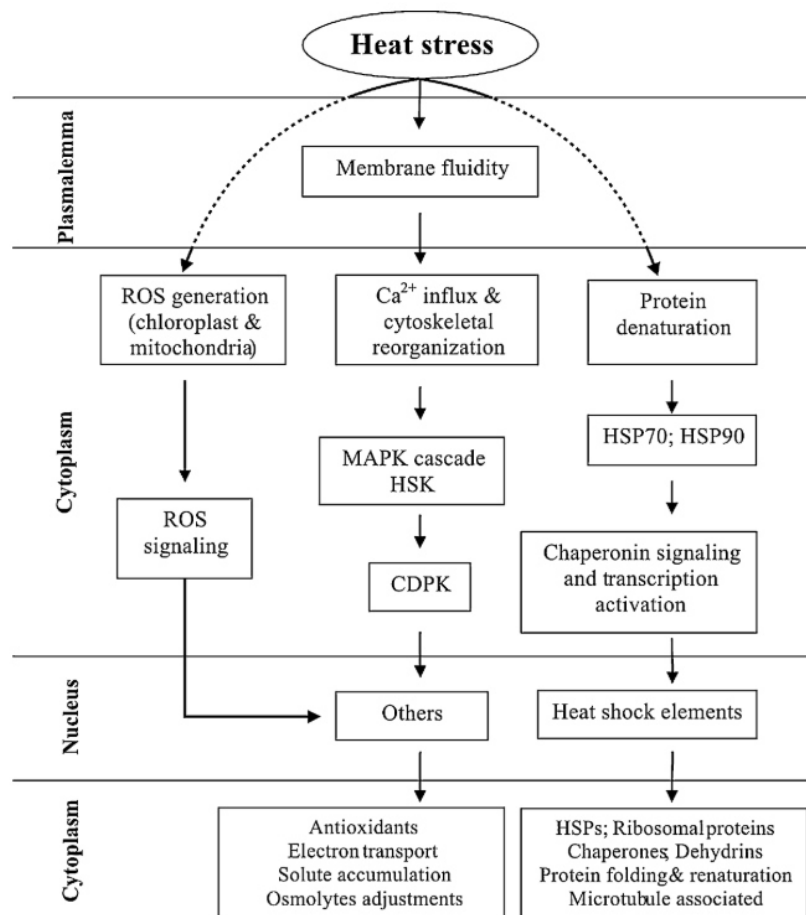 Heat stress
Plasmalemma
Membrane fluidity
Cytoplasm
ROS generation
(chloroplast &
mitochondria)
Ca²⁺ influx &
cytoskeletal
reorganization
Protein
denaturation
HSP70; HSP90
MAPK cascade
HSK
ROS
signaling
CDPK
Chaperonin signaling
and transcription
activation
Nucleus
Others
Heat shock elements
Cytoplasm
Antioxidants
Electron transport
Solute accumulation
Osmolytes adjustments
HSPs; Ribosomal proteins
Chaperones; Dehydrins
Protein folding & renaturation
Microtubule associated